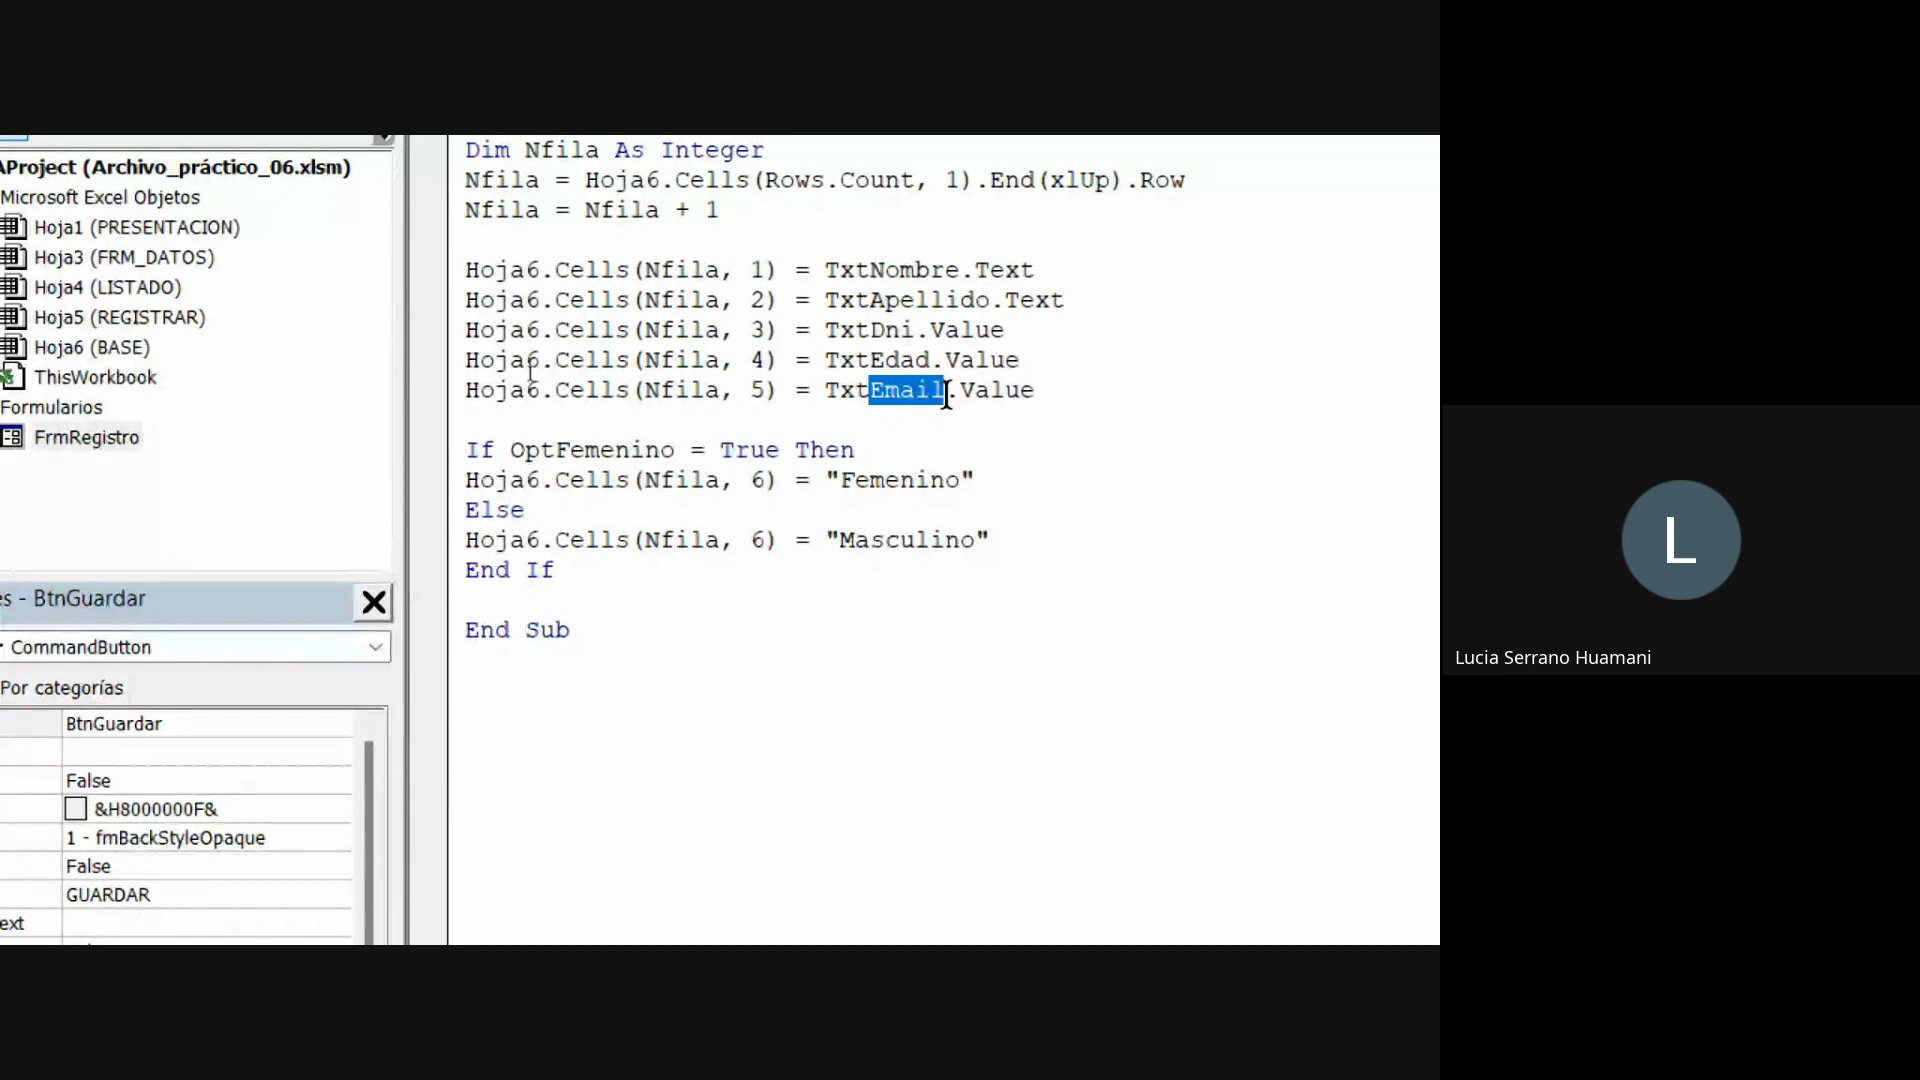 AProject (Archivo_práctico_06.xlsm)
Microsoft Excel Objetos
Hoja1 (PRESENTACION)
Hoja3 (FRM_DATOS)
Hoja4 (LISTADO)
Hoja5 (REGISTRAR)
Hoja6 (BASE)
ThisWorkbook
Formularios
FrmRegistro
es - BtnGuardar
CommandButton
Por categorías
BtnGuardar
False
&H8000000F&
1 - fmBackStyleOpaque
False
GUARDAR
ext
Dim Nfila As Integer
Nfila = Hoja6.Cells(Rows.Count, 1).End(xlUp).Row
Nfila = Nfila + 1
Hoja6.Cells(Nfila, 1) = TxtNombre.Text
Hoja6.Cells(Nfila, 2) = TxtApellido.Text
Hoja6.Cells(Nfila, 3) = TxtDni.Value
Hoja6.Cells(Nfila, 4) = TxtEdad.Value
Hoja6.Cells(Nfila, 5) = TxtEmail.Value
If OptFemenino = True Then
Hoja6.Cells(Nfila, 6) = "Femenino"
Else
Hoja6.Cells(Nfila, 6) = "Masculino"
End If
End Sub
L
Lucia Serrano Huamani